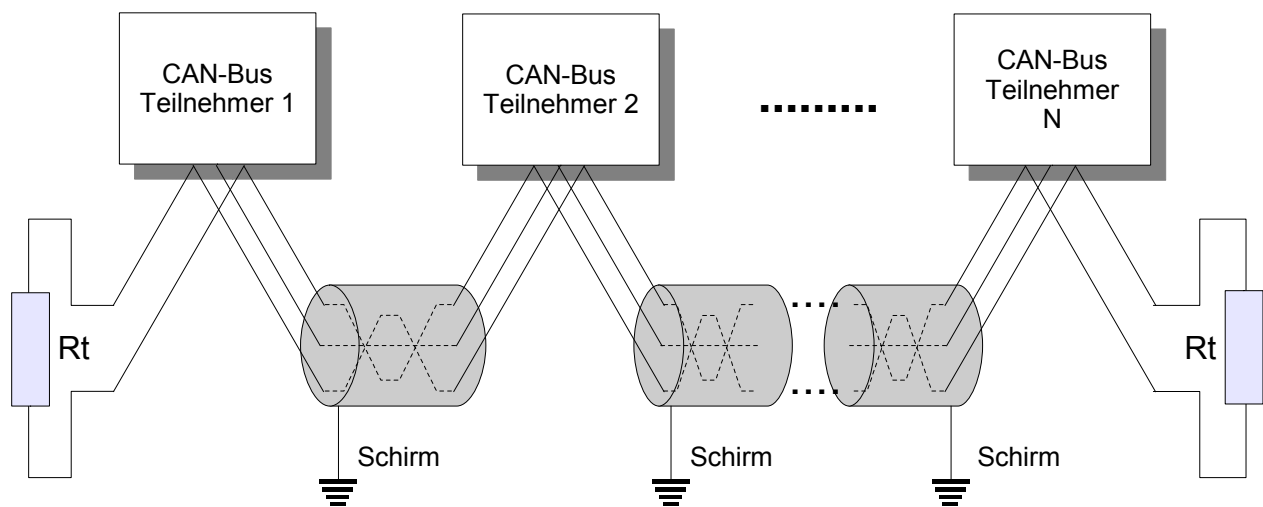 CAN-Bus
Teilnehmer 1
CAN-Bus
Teilnehmer 2
CAN-Bus
Teilnehmer
N
Rt
Rt
Schirm
Schirm
Schirm